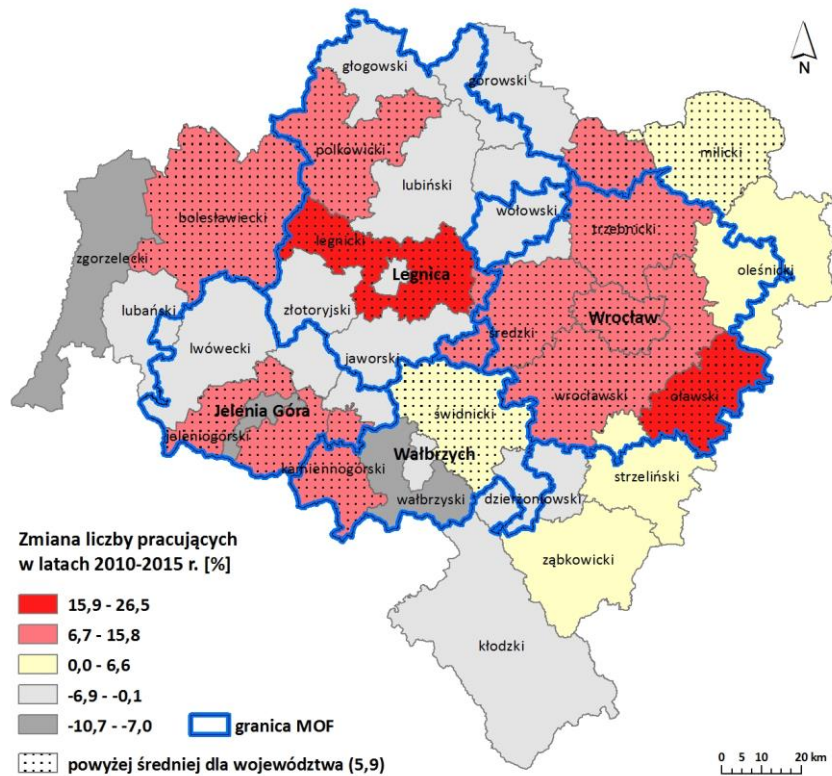 N
głogowski
górowski
milicki
polkowicki
lubiński
bolesławiecki
wołowski
trzebnicki
legnicki
zgorzelecki
Legnica
oleśnicki
lubański
złotoryjski
średzki
Wrocław
lwówecki
jaworski
wrocławski
oławski
Jelenia Góra
świdnicki
jeleniogórski
Wałbrzych
kamiennogórski
strzeliński
wałbrzyski
dzierżoniowski
ząbkowicki
kłodzki
Zmiana liczby pracujących
w latach 2010-2015 r. [%]
15,9 - 26,5
6,7 - 15,8
0,0 - 6,6
-6,9 - -0,1
-10,7 - -7,0
granica MOF
powyżej średniej dla województwa (5,9)
0 5 10 20 km